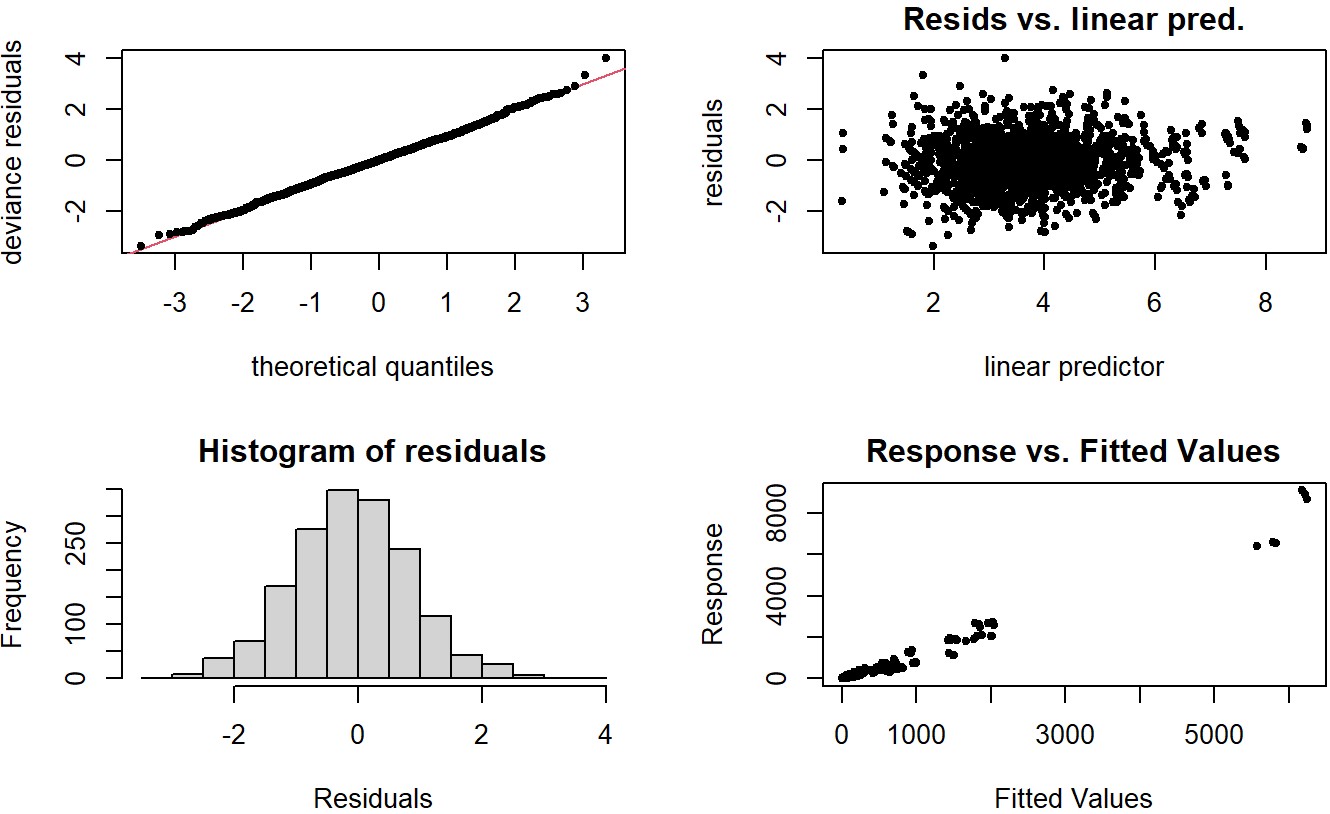 deviance residuals
4
2
0
-2
-3 -2 -1 0 1 2 3
theoretical quantiles
Resids vs. linear pred.
residuals
4
2
0
-2
2 4 6 8
linear predictor
Histogram of residuals
Frequency
250
100
0
-2 0 2 4
Residuals
Response vs. Fitted Values
Response
8000
4000
0
0 1000 3000 5000
Fitted Values